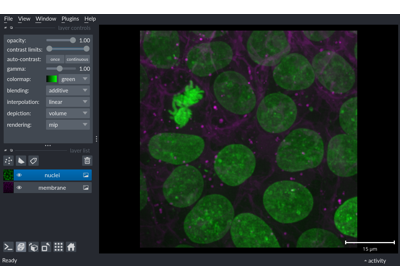 File View Window Plugins Help
layer controls
opacity: 1.00
contrast limits:
auto-contrast: once continuous
gamma: 1.00
colormap: green
blending: additive
interpolation: linear
depiction: volume
rendering: mip
layer list
nuclei
membrane
15 µm
Ready
activity